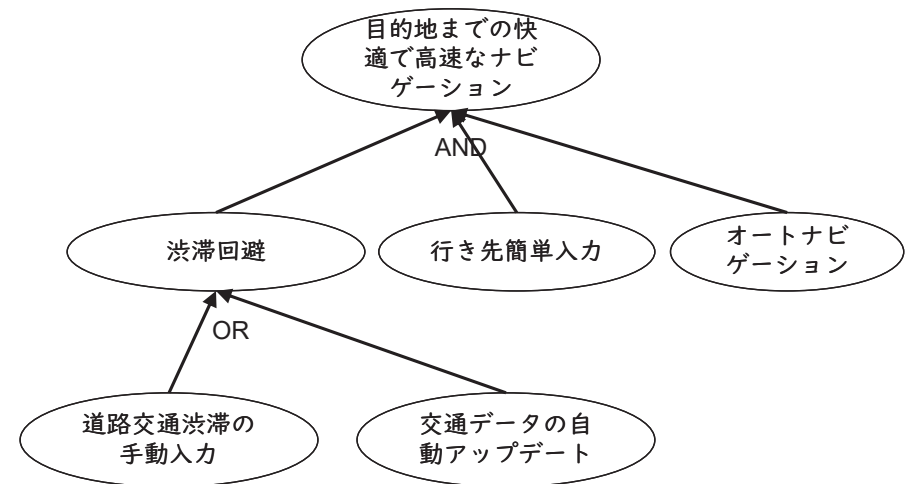 目的地までの快
適で高速なナビ
ゲーション
AND
渋滞回避
行き先簡単入力
オートナビ
ゲーション
OR
道路交通渋滞の
手動入力
交通データの自
動アップデート